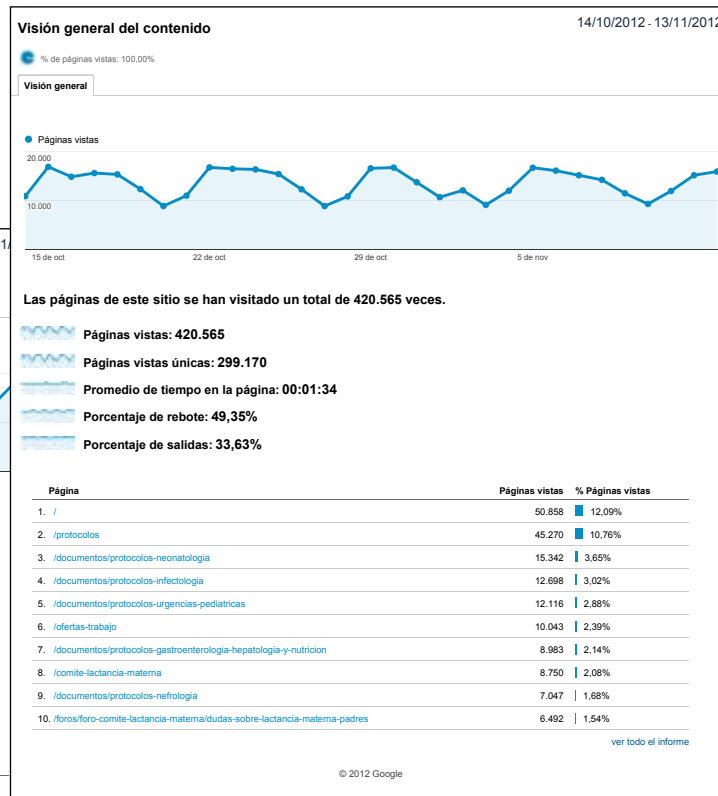 Visión general del contenido
14/10/2012 - 13/11/2012
% de páginas vistas: 100,00%
Visión general
Páginas vistas
20.000
10.000
1/
15 de oct 22 de oct 29 de oct 5 de nov
Las páginas de este sitio se han visitado un total de 420.565 veces.
Páginas vistas: 420.565
Páginas vistas únicas: 299.170
Promedio de tiempo en la página: 00:01:34
Porcentaje de rebote: 49,35%
Porcentaje de salidas: 33,63%
Página Páginas vistas % Páginas vistas
1. / 50.858 12,09%
2. /protocolos 45.270 10,76%
3. /documentos/protocolos-neonatologia 15.342 3,65%
4. /documentos/protocolos-infectologia 12.698 3,02%
5. /documentos/protocolos-urgencias-pediatricas 12.116 2,88%
6. /ofertas-trabajo 10.043 2,39%
7. /documentos/protocolos-gastroenterologia-hepatologia-y-nutricion 8.983 2,14%
8. /comite-lactancia-materna 8.750 2,08%
9. /documentos/protocolos-nefrologia 7.047 1,68%
10. /foros/foro-comite-lactancia-materna/dudas-sobre-lactancia-materna-padres 6.492 1,54%
ver todo el informe
© 2012 Google